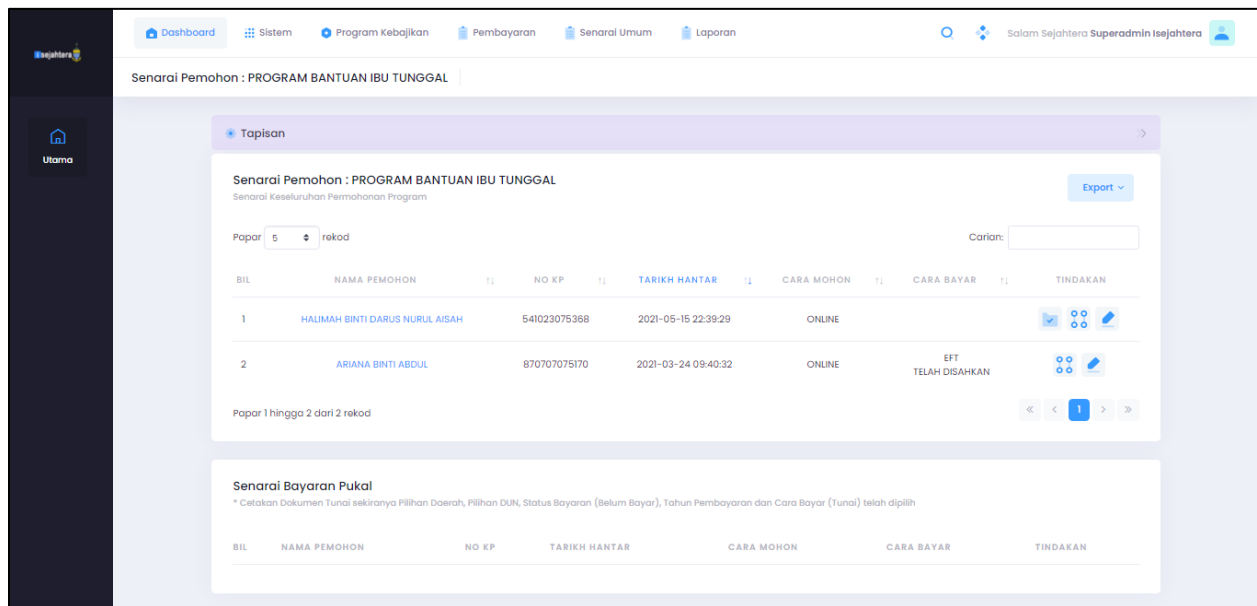 isejahtera
Dashboard Sistem Program Kebajikan Pembayaran Senarai Umum Laporan Salam Sejahtera Superadmin Isejahtera
Senarai Pemohon : PROGRAM BANTUAN IBU TUNGGAL
Utama
Tapisan
Senarai Pemohon : PROGRAM BANTUAN IBU TUNGGAL
Export
Senarai Keseluruhan Permohonan Program
Papar 5 rekod Carian:
BIL NAMA PEMOHON NO KP TARIKH HANTAR CARA MOHON CARA BAYAR TINDAKAN
1 HALIMAH BINTI DARUS NURUL AISAH 541023075368 2021-05-15 22:39:29 ONLINE
2 ARIANA BINTI ABDUL 870707075170 2021-03-24 09:40:32 ONLINE EFT
TELAH DISAHKAN
Papar 1 hingga 2 dari 2 rekod « < 1 > »
Senarai Bayaran Pukal
* Cetakan Dokumen Tunai sekiranya Pilihan Daerah, Pilihan DUN, Status Bayaran (Belum Bayar), Tahun Pembayaran dan Cara Bayar (Tunai) telah dipilih
BIL NAMA PEMOHON NO KP TARIKH HANTAR CARA MOHON CARA BAYAR TINDAKAN